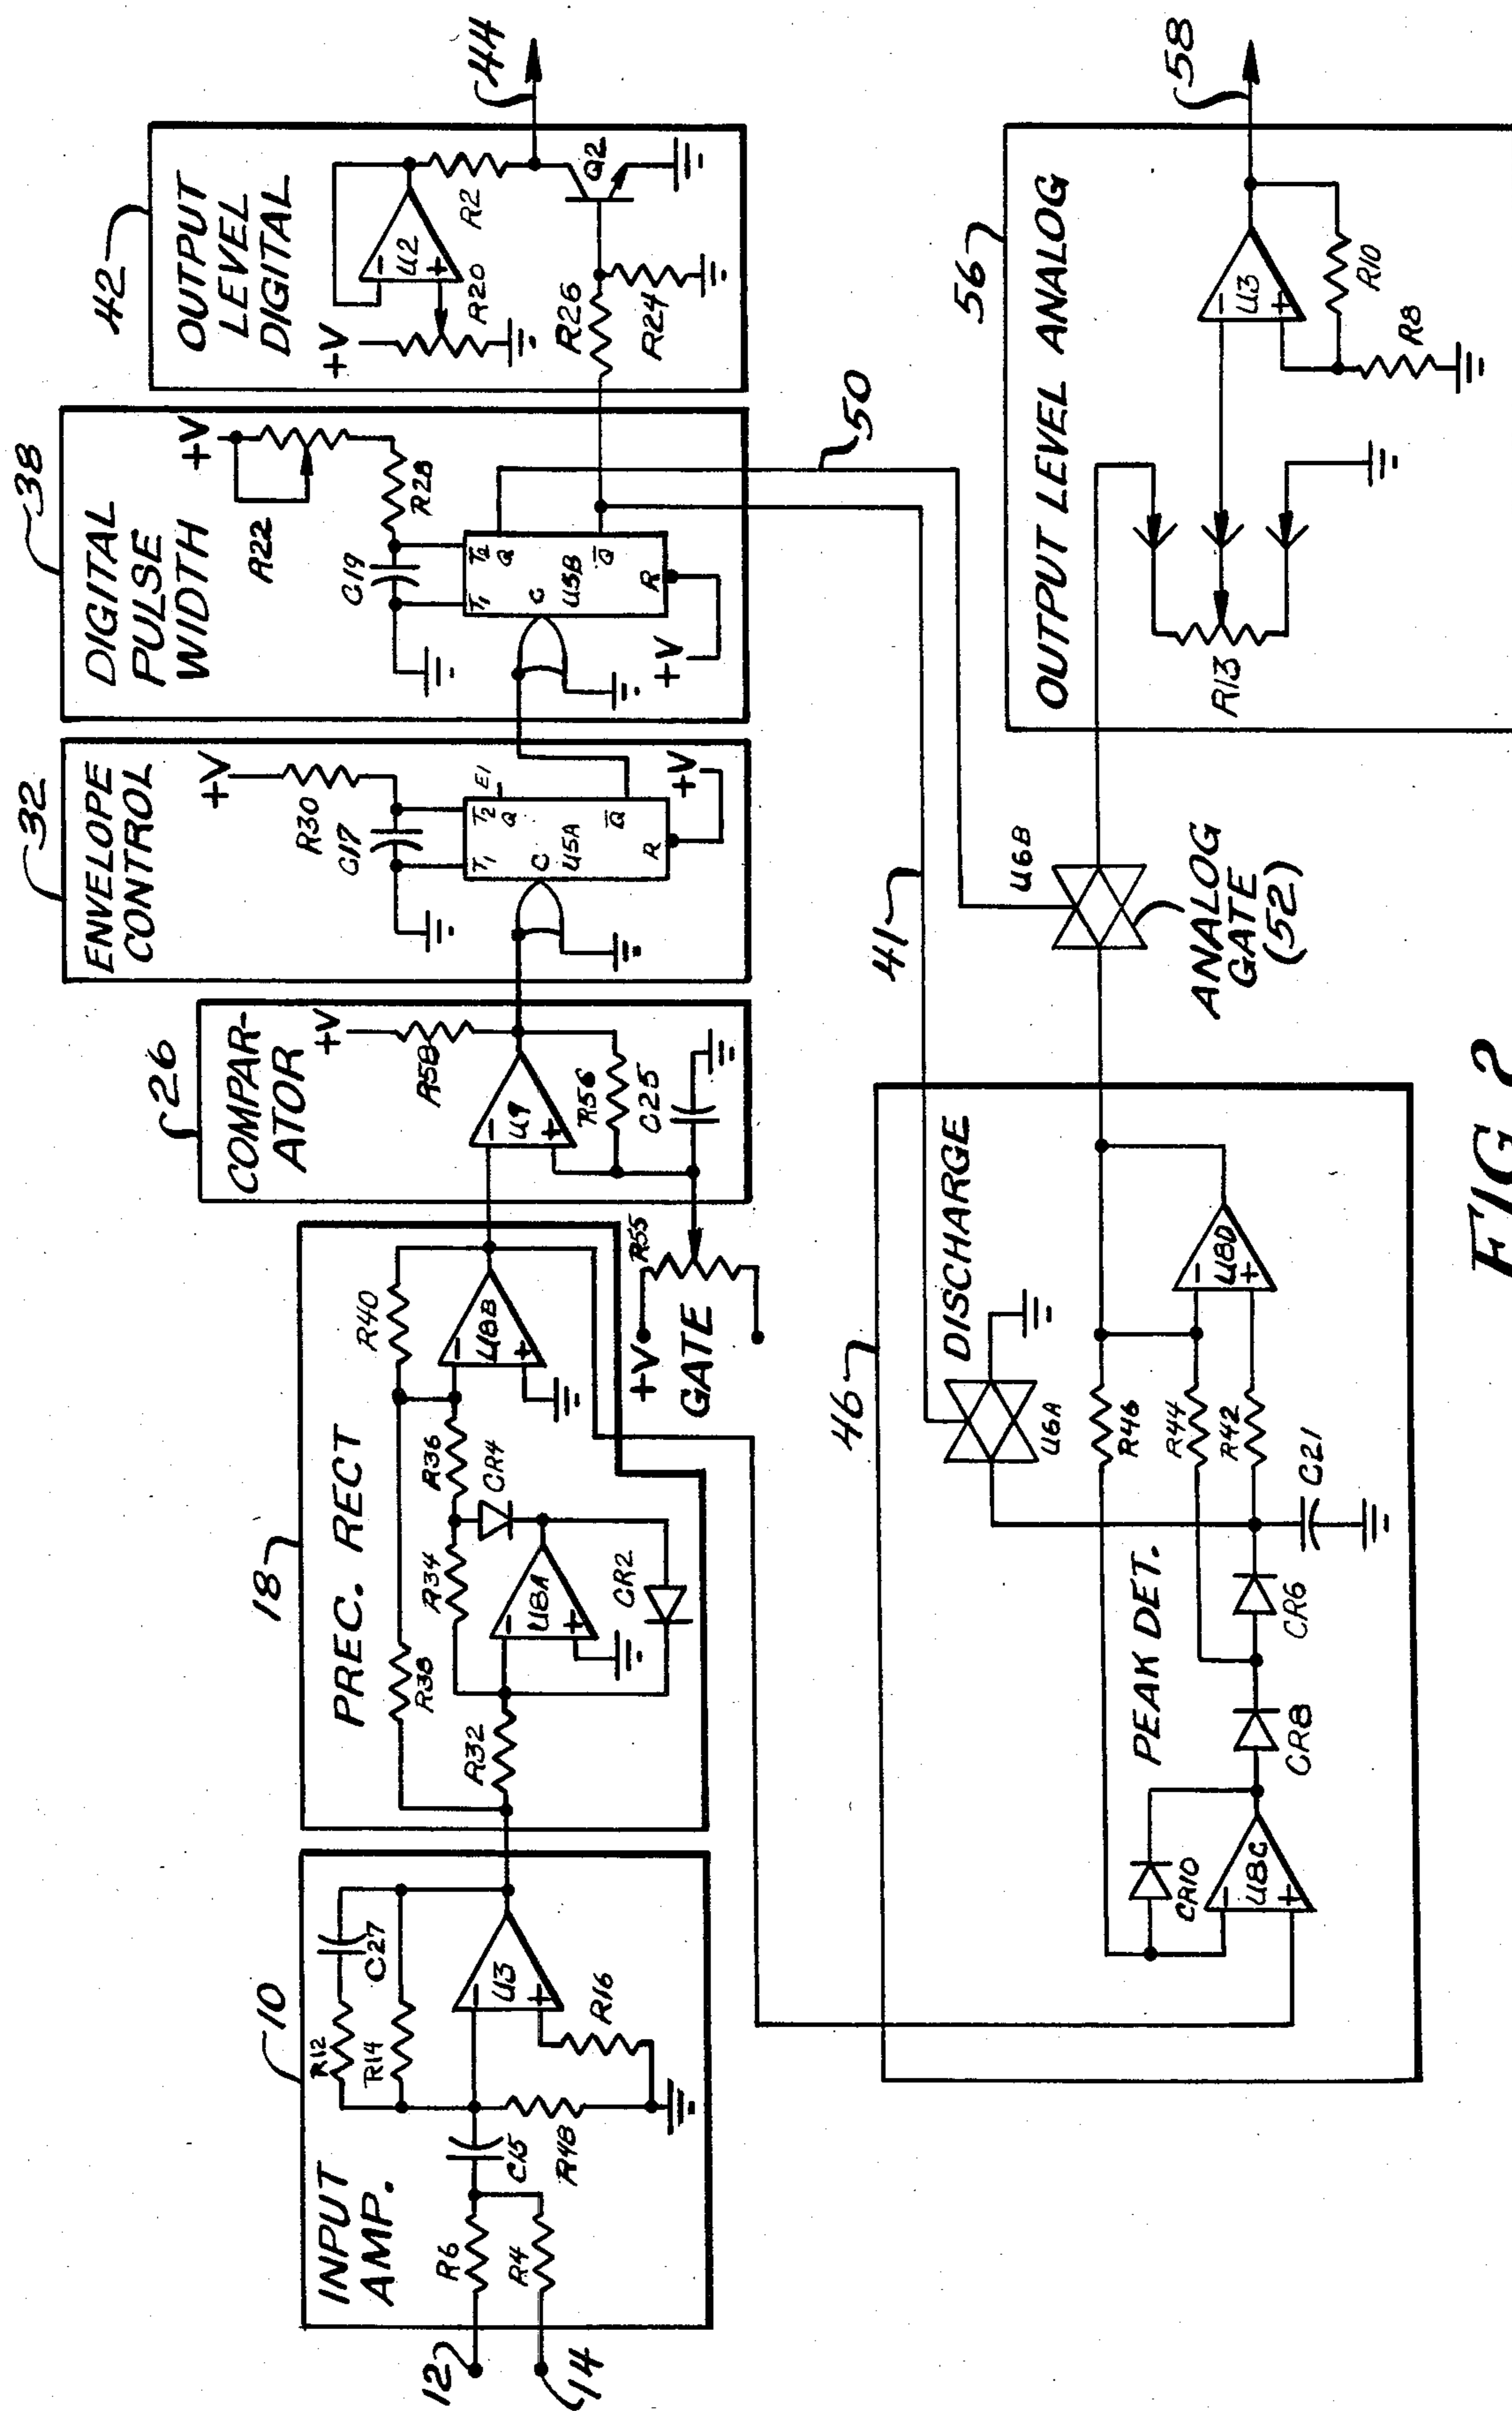 10
INPUT
AMP.
12
14
R6
R4
C15
R48
R12
C27
R14
U3
-
+
R16
18
PREC. RECT
R38
R32
R34
R36
CR4
U8A
-
+
CR2
R40
U8B
-
+
+V
R55
GATE
26
COMPAR-
ATOR
+V
R58
U9
-
+
R56
C25
32
ENVELOPE
CONTROL
+V
R30
C17
T1
T2
Q
E1
C
U5A
Q̅
R
+V
38
DIGITAL
PULSE
WIDTH
+V
R22
R28
C19
T1
T2
Q
C
U5B
Q̅
R
+V
42
OUTPUT
LEVEL
DIGITAL
+V
U2
-
+
R20
R2
Q2
R26
R24
44
50
41
46
DISCHARGE
U6A
PEAK DET.
CR10
U8C
-
+
CR8
CR6
C21
R46
R44
R42
U8D
-
+
U6B
ANALOG
GATE
(52)
56
OUTPUT LEVEL ANALOG
R13
U3
-
+
R10
R8
58
FIG. 2